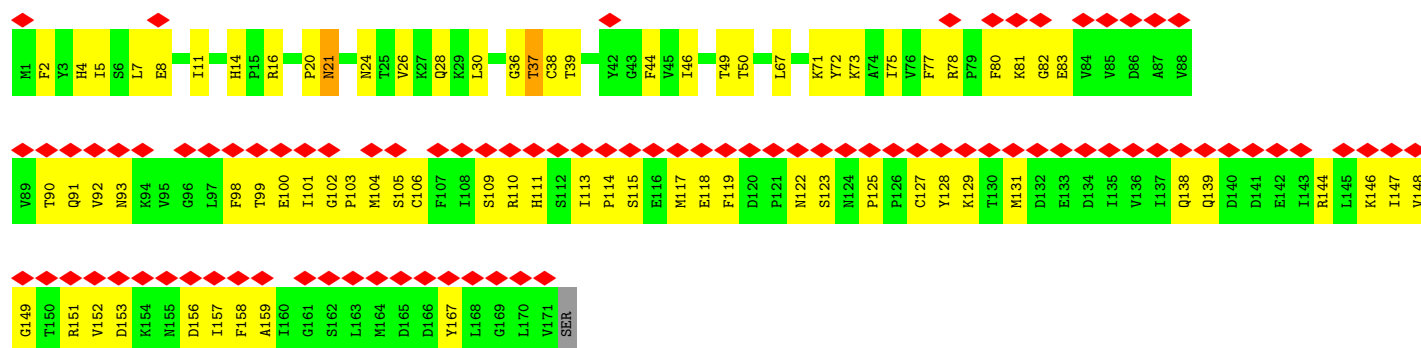 M1 F2 Y3 H4 I5 S6 L7 E8 I11 H14 P15 R16 P20 N21 N24 T25 V26 K27 Q28 K29 L30 G36 T37 C38 T39 Y42 G43 F44 V45 I46 T49 T50 L67 K71 Y72 K73 A74 I75 V76 F77 R78 P79 F80 K81 G82 E83 V84 V85 D86 A87 V88
V89 T90 Q91 V92 N93 K94 V95 G96 L97 F98 T99 E100 I101 G102 P103 M104 S105 C106 F107 I108 S109 R110 H111 S112 I113 P114 S115 E116 M117 E118 F119 D120 P121 N122 S123 N124 P125 P126 C127 Y128 K129 T130 M131 D132 E133 D134 I135 V136 I137 Q138 Q139 D140 D141 E142 I143 R144 L145 K146 I147 V148
G149 T150 R151 V152 D153 K154 N155 D156 I157 F158 A159 I160 G161 S162 L163 M164 D165 D166 Y167 L168 G169 L170 V171 SER